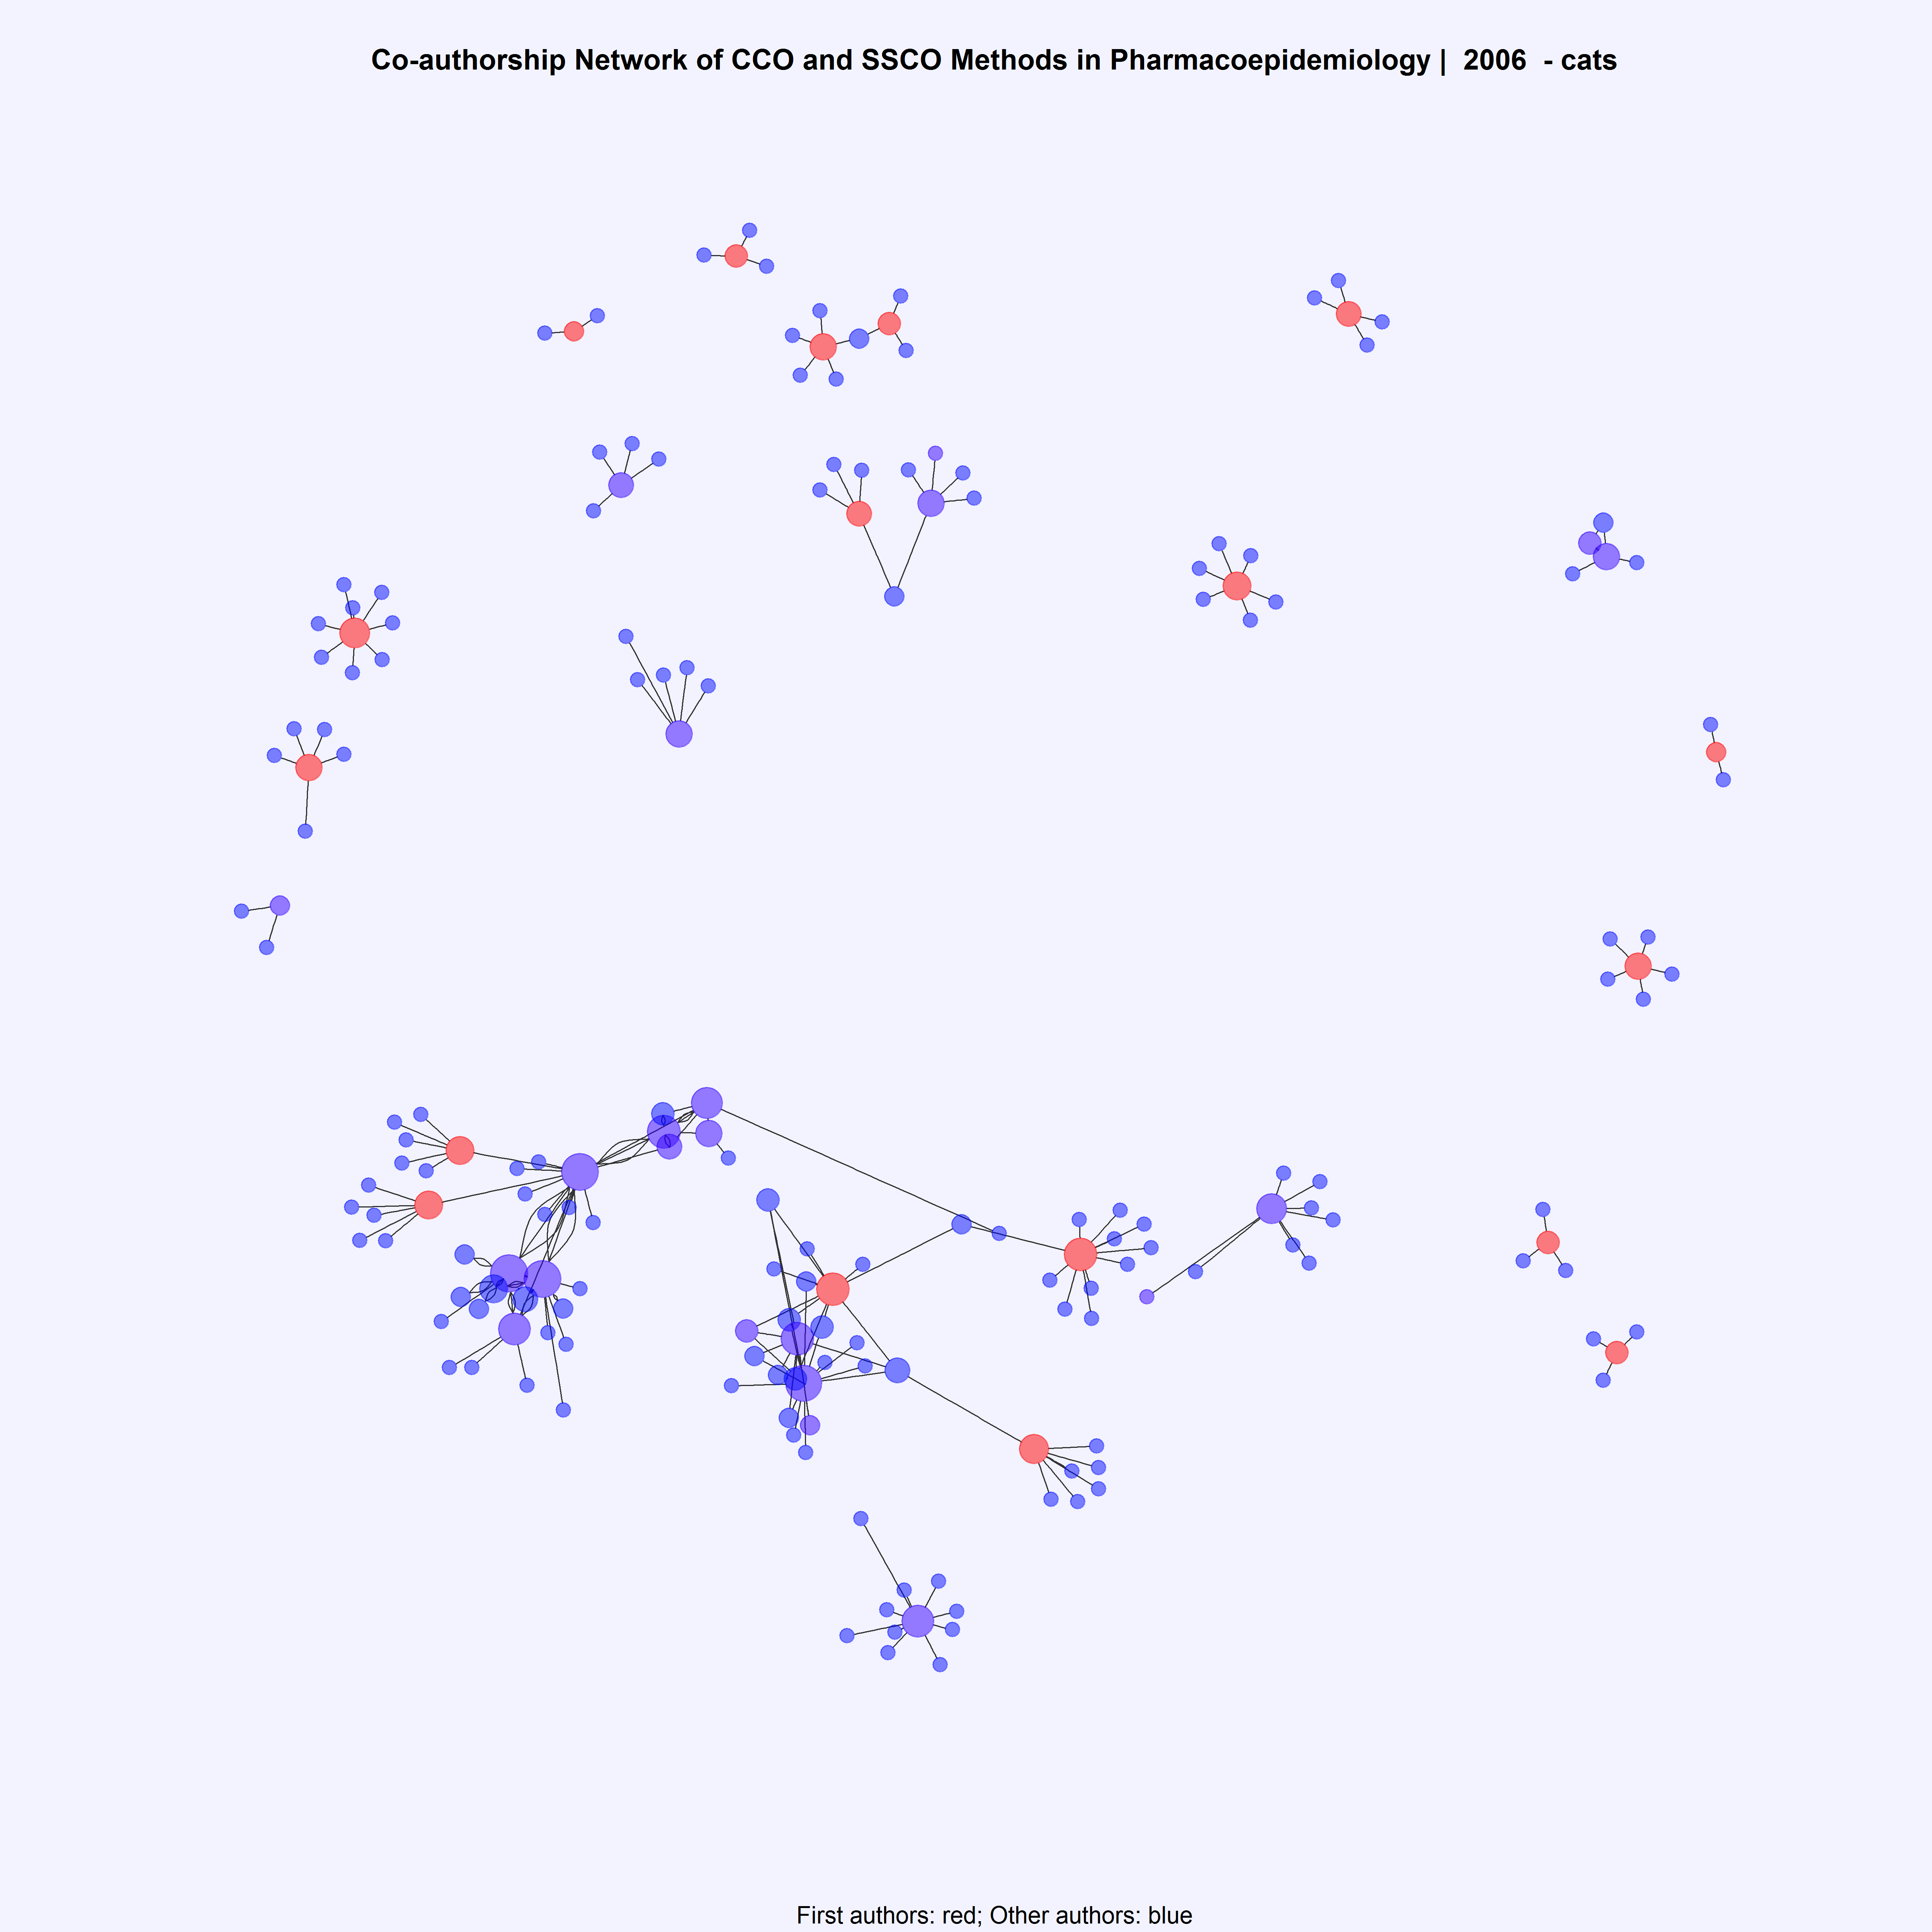 Co-authorship Network of CCO and SSCO Methods in Pharmacoepidemiology | 2006 - cats
First authors: red; Other authors: blue